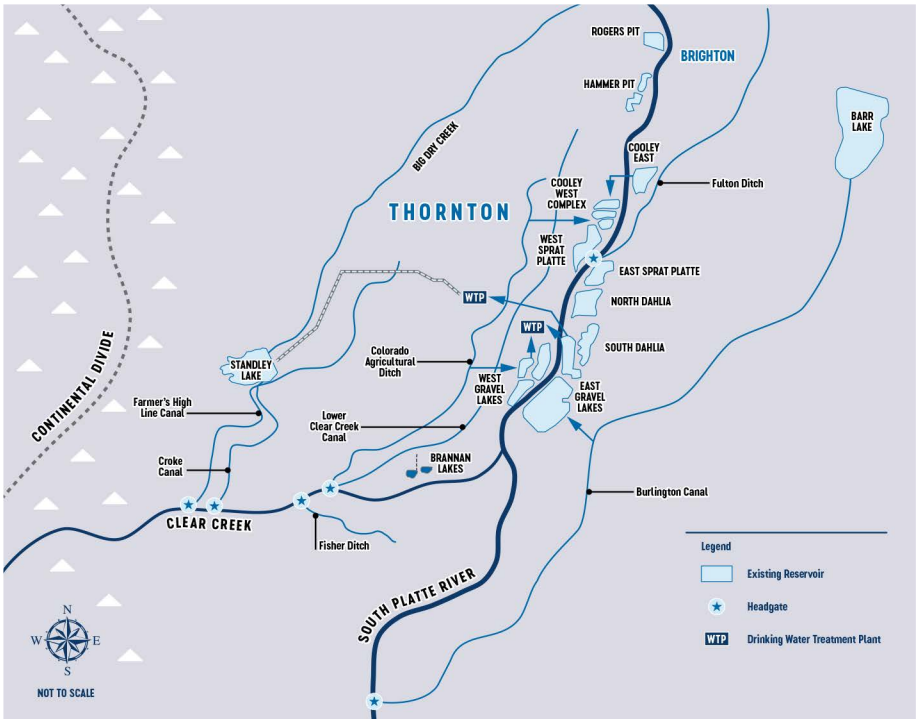 ROGERS PIT
BRIGHTON
HAMMER PIT
BARR
LAKE
BIG DRY CREEK
COOLEY
EAST
Fulton Ditch
COOLEY
WEST
COMPLEX
THORNTON
WEST
SPRAT
PLATTE
EAST SPRAT PLATTE
WTP
NORTH DAHLIA
WTP
SOUTH DAHLIA
CONTINENTAL DIVIDE
STANDLEY
LAKE
Colorado
Agricultural
Ditch
WEST
GRAVEL
LAKES
EAST
GRAVEL
LAKES
Farmer's High
Line Canal
Lower
Clear Creek
Canal
Croke
Canal
BRANNAN
LAKES
Burlington Canal
CLEAR CREEK
Fisher Ditch
SOUTH PLATTE RIVER
Legend
Existing Reservoir
Headgate
WTP Drinking Water Treatment Plant
N
W E
S
NOT TO SCALE